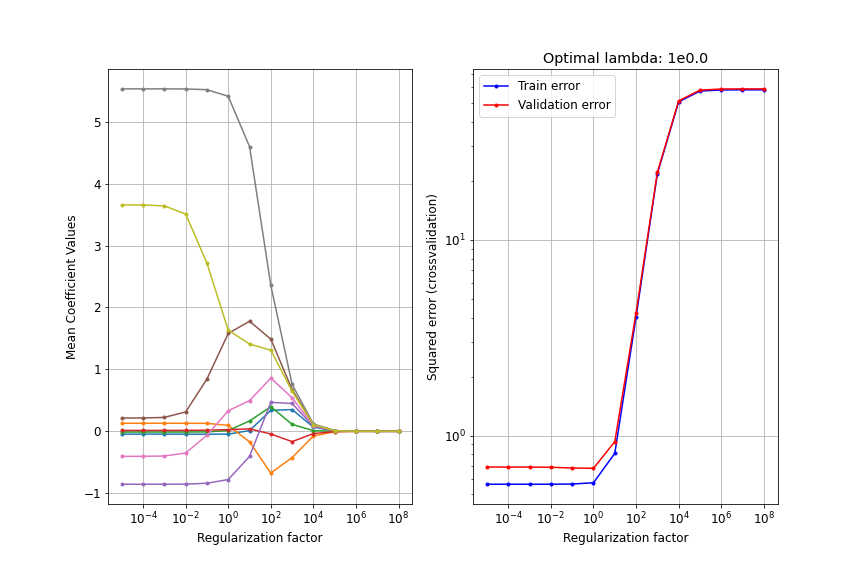 Optimal lambda: 1e0.0
Train error
Validation error
Mean Coefficient Values
5
4
3
2
1
0
−1
10⁻⁴ 10⁻² 10⁰ 10² 10⁴ 10⁶ 10⁸
Regularization factor
Squared error (crossvalidation)
10¹
10⁰
10⁻⁴ 10⁻² 10⁰ 10² 10⁴ 10⁶ 10⁸
Regularization factor